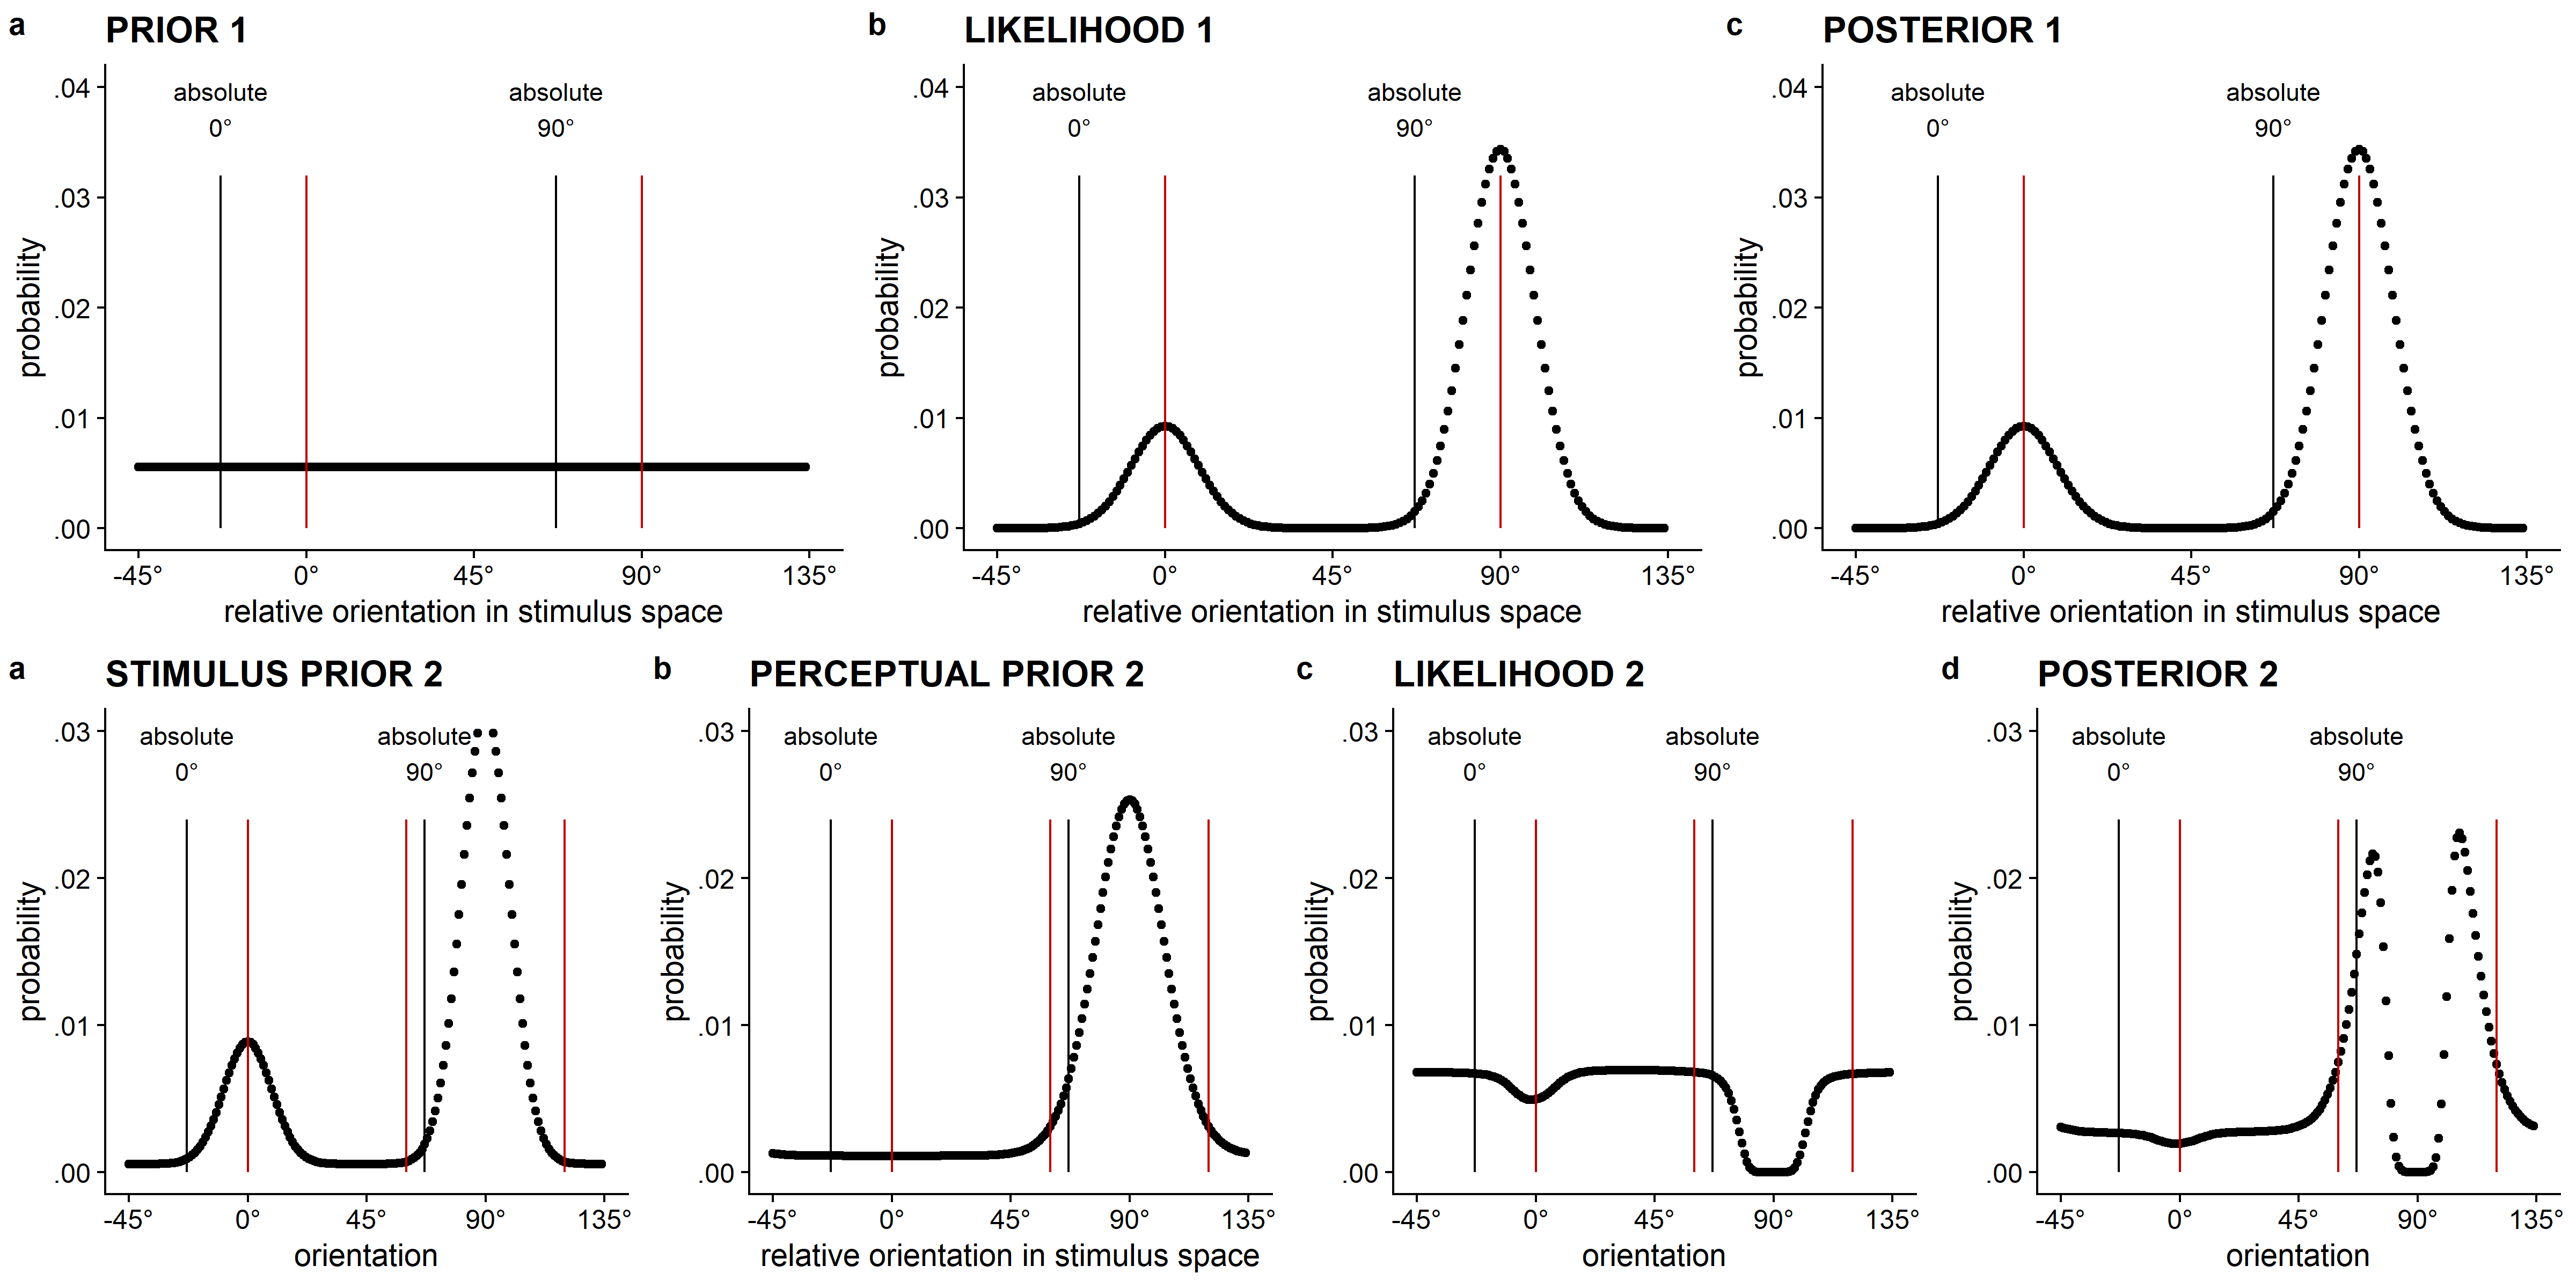 a PRIOR 1
absolute absolute
0° 90°
.04
.03
.02
.01
.00
probability
-45° 0° 45° 90° 135°
relative orientation in stimulus space
b LIKELIHOOD 1
absolute absolute
0° 90°
.04
.03
.02
.01
.00
probability
-45° 0° 45° 90° 135°
relative orientation in stimulus space
c POSTERIOR 1
absolute absolute
0° 90°
.04
.03
.02
.01
.00
probability
-45° 0° 45° 90° 135°
relative orientation in stimulus space
a STIMULUS PRIOR 2
absolute absolute
0° 90°
.03
.02
.01
.00
probability
-45° 0° 45° 90° 135°
orientation
b PERCEPTUAL PRIOR 2
absolute absolute
0° 90°
.03
.02
.01
.00
probability
-45° 0° 45° 90° 135°
relative orientation in stimulus space
c LIKELIHOOD 2
absolute absolute
0° 90°
.03
.02
.01
.00
probability
-45° 0° 45° 90° 135°
orientation
d POSTERIOR 2
absolute absolute
0° 90°
.03
.02
.01
.00
probability
-45° 0° 45° 90° 135°
orientation